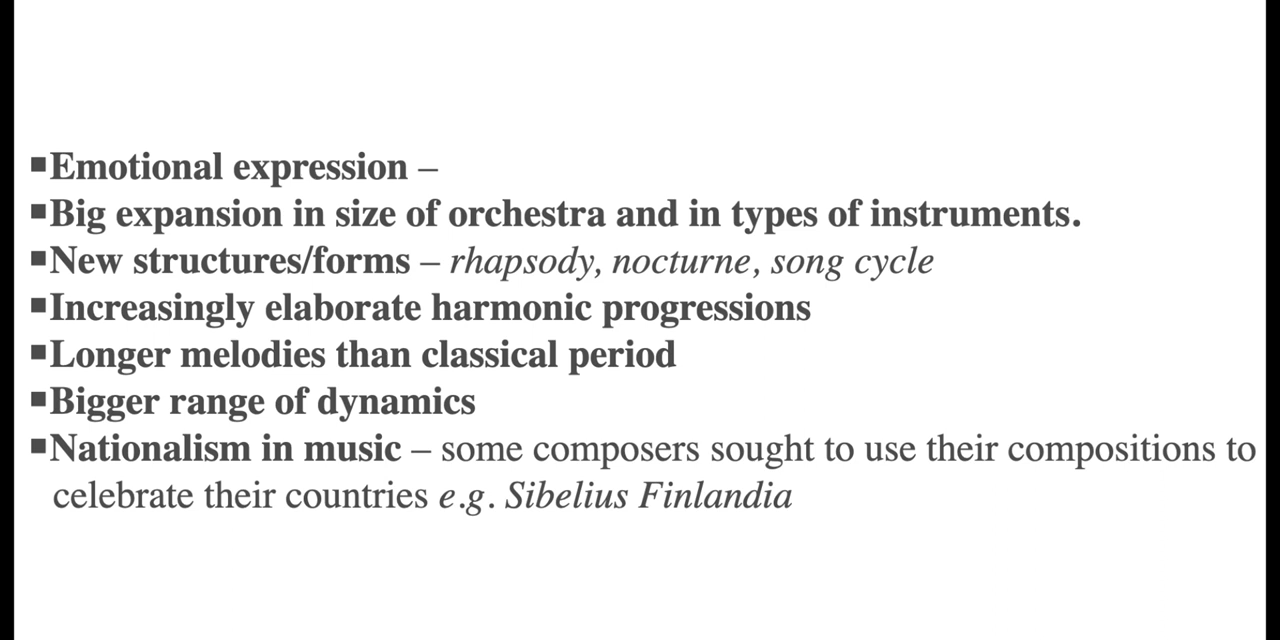 ▪Emotional expression –
▪Big expansion in size of orchestra and in types of instruments.
▪New structures/forms – rhapsody, nocturne, song cycle
▪Increasingly elaborate harmonic progressions
▪Longer melodies than classical period
▪Bigger range of dynamics
▪Nationalism in music – some composers sought to use their compositions to
celebrate their countries e.g. Sibelius Finlandia